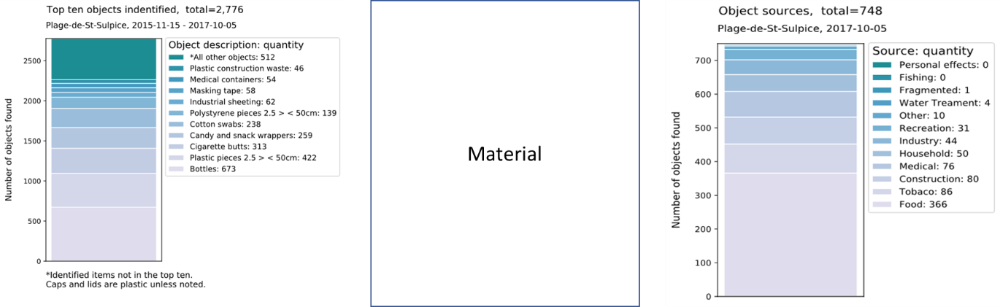 Top ten objects indentified,  total=2,776
Plage-de-St-Sulpice, 2015-11-15 - 2017-10-05
Number of objects found
2500
2000
1500
1000
500
0
Object description: quantity
*All other objects: 512
Plastic construction waste: 46
Medical containers: 54
Masking tape: 58
Industrial sheeting: 62
Polystyrene pieces 2.5 > < 50cm: 139
Cotton swabs: 238
Candy and snack wrappers: 259
Cigarette butts: 313
Plastic pieces 2.5 > < 50cm: 422
Bottles: 673
*Identified items not in the top ten.
Caps and lids are plastic unless noted.
Material
Object sources,  total=748
Plage-de-St-Sulpice, 2017-10-05
Number of objects found
700
600
500
400
300
200
100
0
Source: quantity
Personal effects: 0
Fishing: 0
Fragmented: 1
Water Treament: 4
Other: 10
Recreation: 31
Industry: 44
Household: 50
Medical: 76
Construction: 80
Tobaco: 86
Food: 366